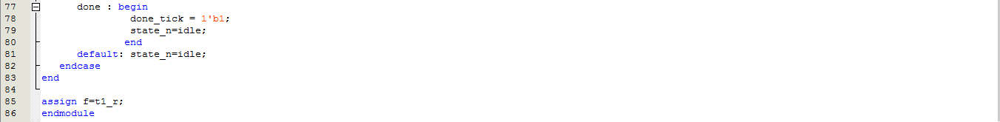 77 done : begin
78 done_tick = 1'b1;
79 state_n=idle;
80 end
81 default: state_n=idle;
82 endcase
83 end
84
85 assign f=t1_r;
86 endmodule